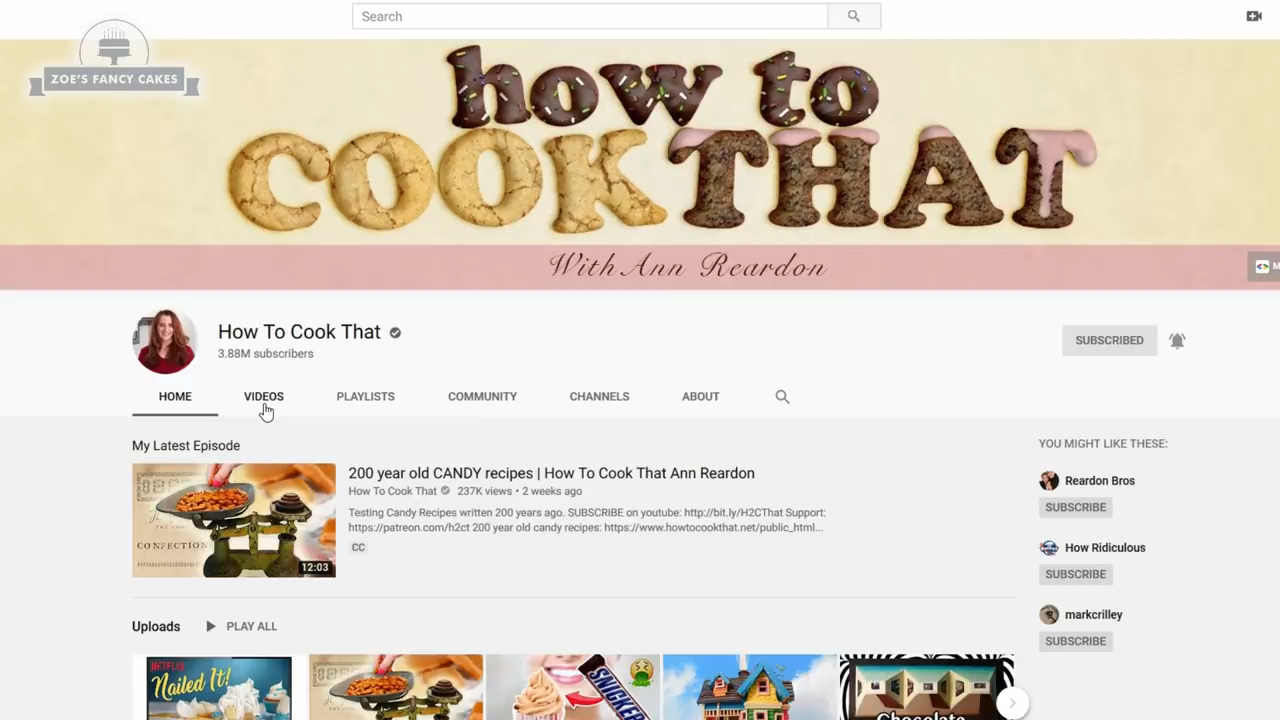 Search
ZOE'S FANCY CAKES
how to
COOK THAT
With Ann Reardon
M
How To Cook That
3.88M subscribers
SUBSCRIBED
HOME VIDEOS PLAYLISTS COMMUNITY CHANNELS ABOUT
My Latest Episode
YOU MIGHT LIKE THESE:
CONFECTION
12:03
200 year old CANDY recipes | How To Cook That Ann Reardon
How To Cook That 237K views • 2 weeks ago
Testing Candy Recipes written 200 years ago. SUBSCRIBE on youtube: http://bit.ly/H2CThat Support:
https://patreon.com/h2ct 200 year old candy recipes: https://www.howtocookthat.net/public_html...
CC
Reardon Bros
SUBSCRIBE
How Ridiculous
SUBSCRIBE
markcrilley
SUBSCRIBE
Uploads PLAY ALL
NETFLIX
Nailed It!
SNICKERS
Chocolate